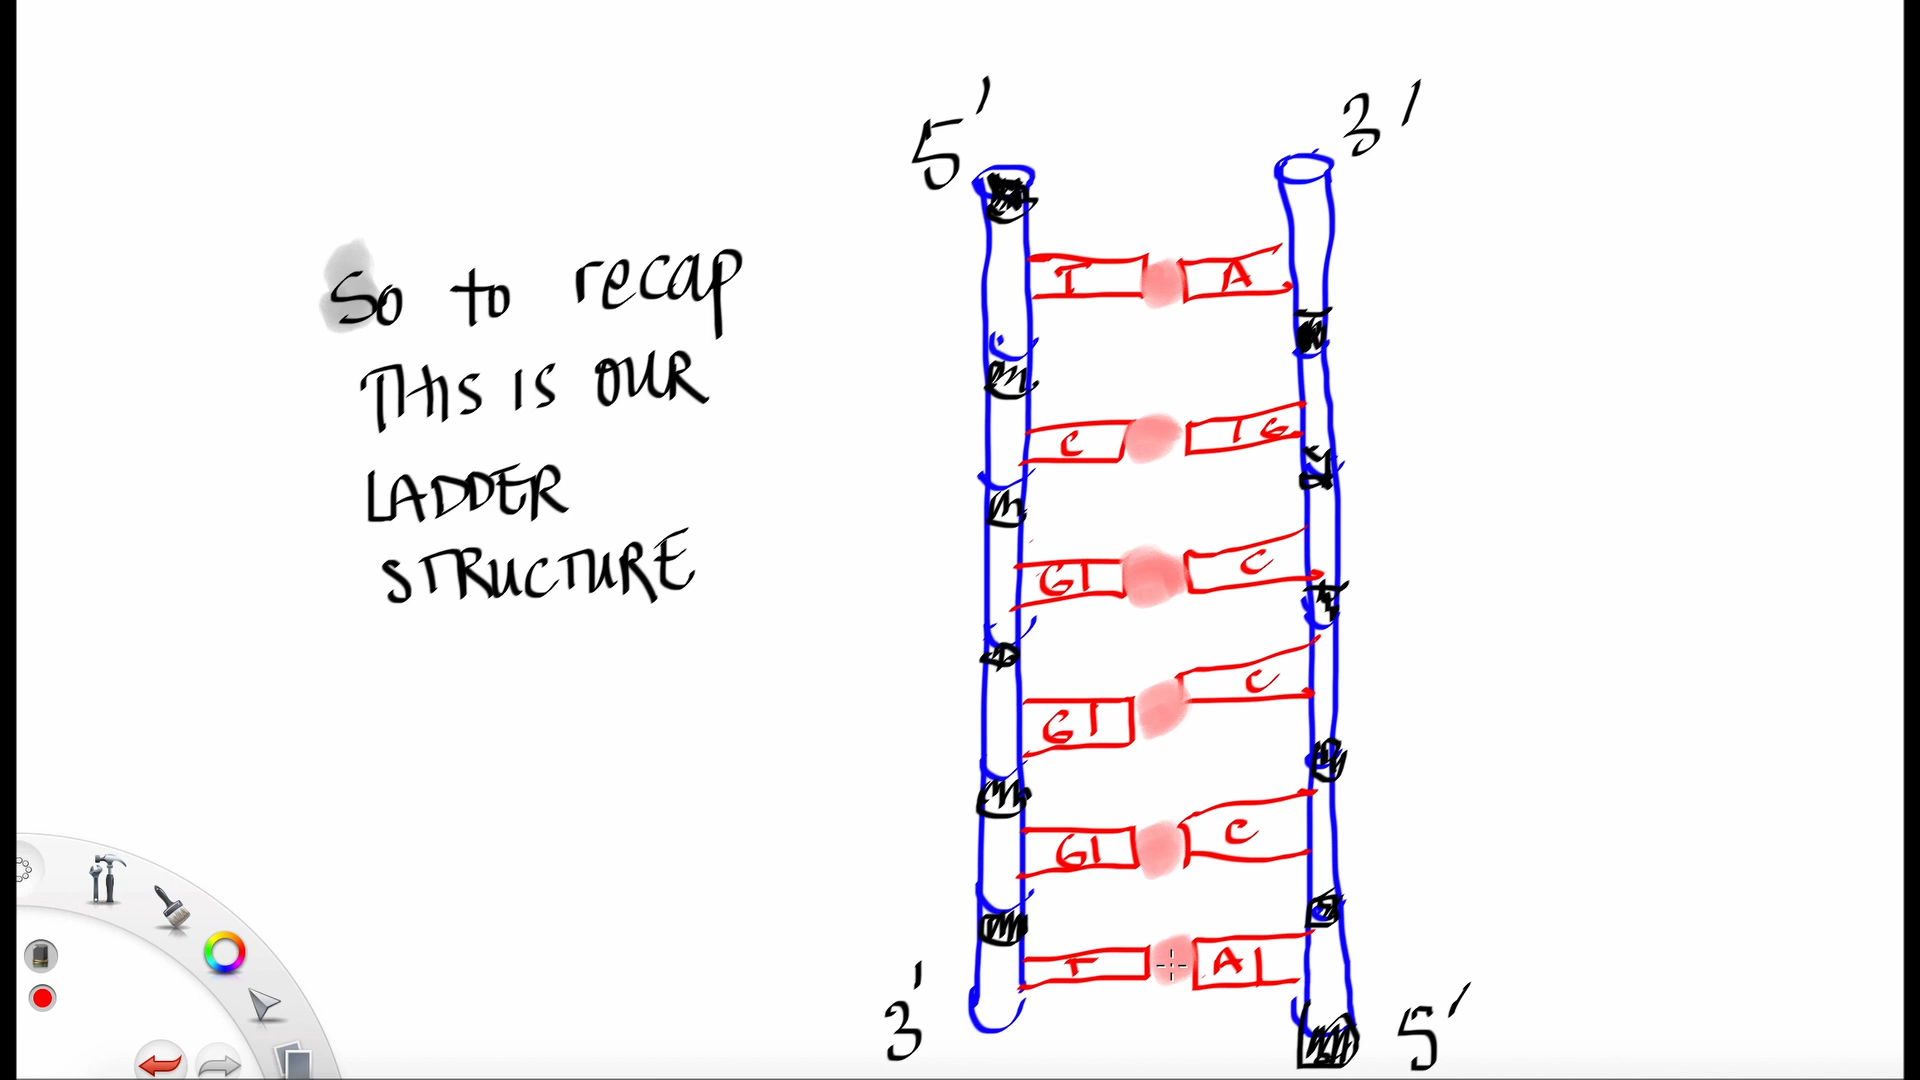 5' 3'
So to recap
THIS IS OUR
LADDER
STRUCTURE
T A
C G
G C
G C
G C
T A
3' 5'